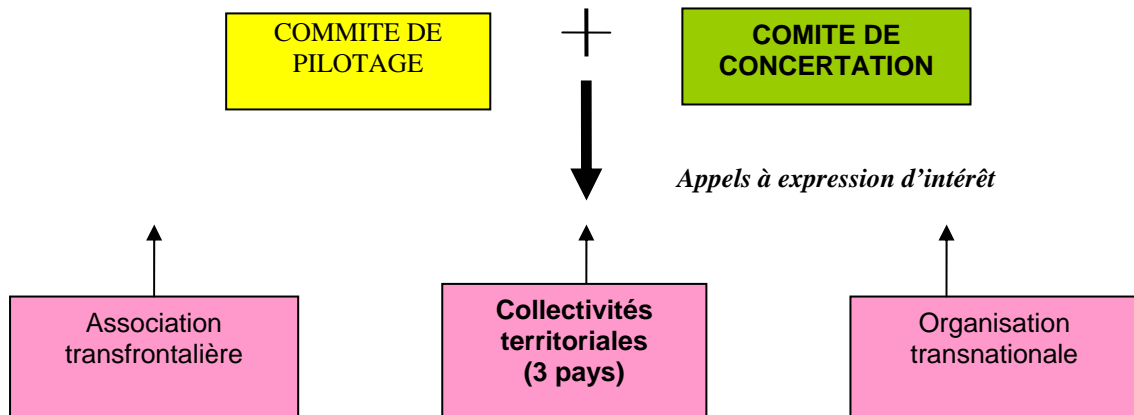 COMMITE DE
PILOTAGE
COMITE DE
CONCERTATION
Appels à expression d’intérêt
Association
transfrontalière
Collectivités
territoriales
(3 pays)
Organisation
transnationale